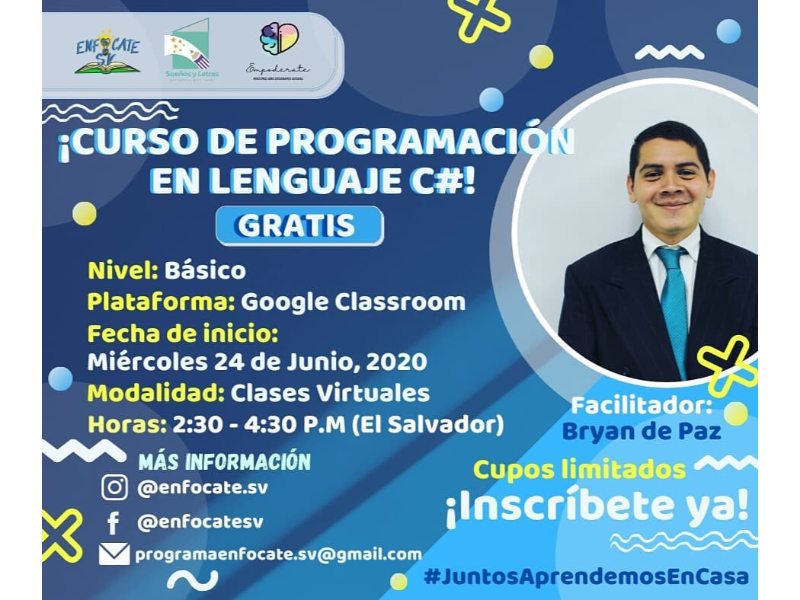 ENFOCATE
SV
Sueños y Letras
Empoderate
¡CURSO DE PROGRAMACIÓN
EN LENGUAJE C#!
GRATIS
Nivel: Básico
Plataforma: Google Classroom
Fecha de inicio:
Miércoles 24 de Junio, 2020
Modalidad: Clases Virtuales
Horas: 2:30 - 4:30 P.M (El Salvador)
MÁS INFORMACIÓN
@enfocate.sv
@enfocatesv
programaenfocate.sv@gmail.com
Facilitador:
Bryan de Paz
Cupos limitados
¡Inscríbete ya!
#JuntosAprendemosEnCasa